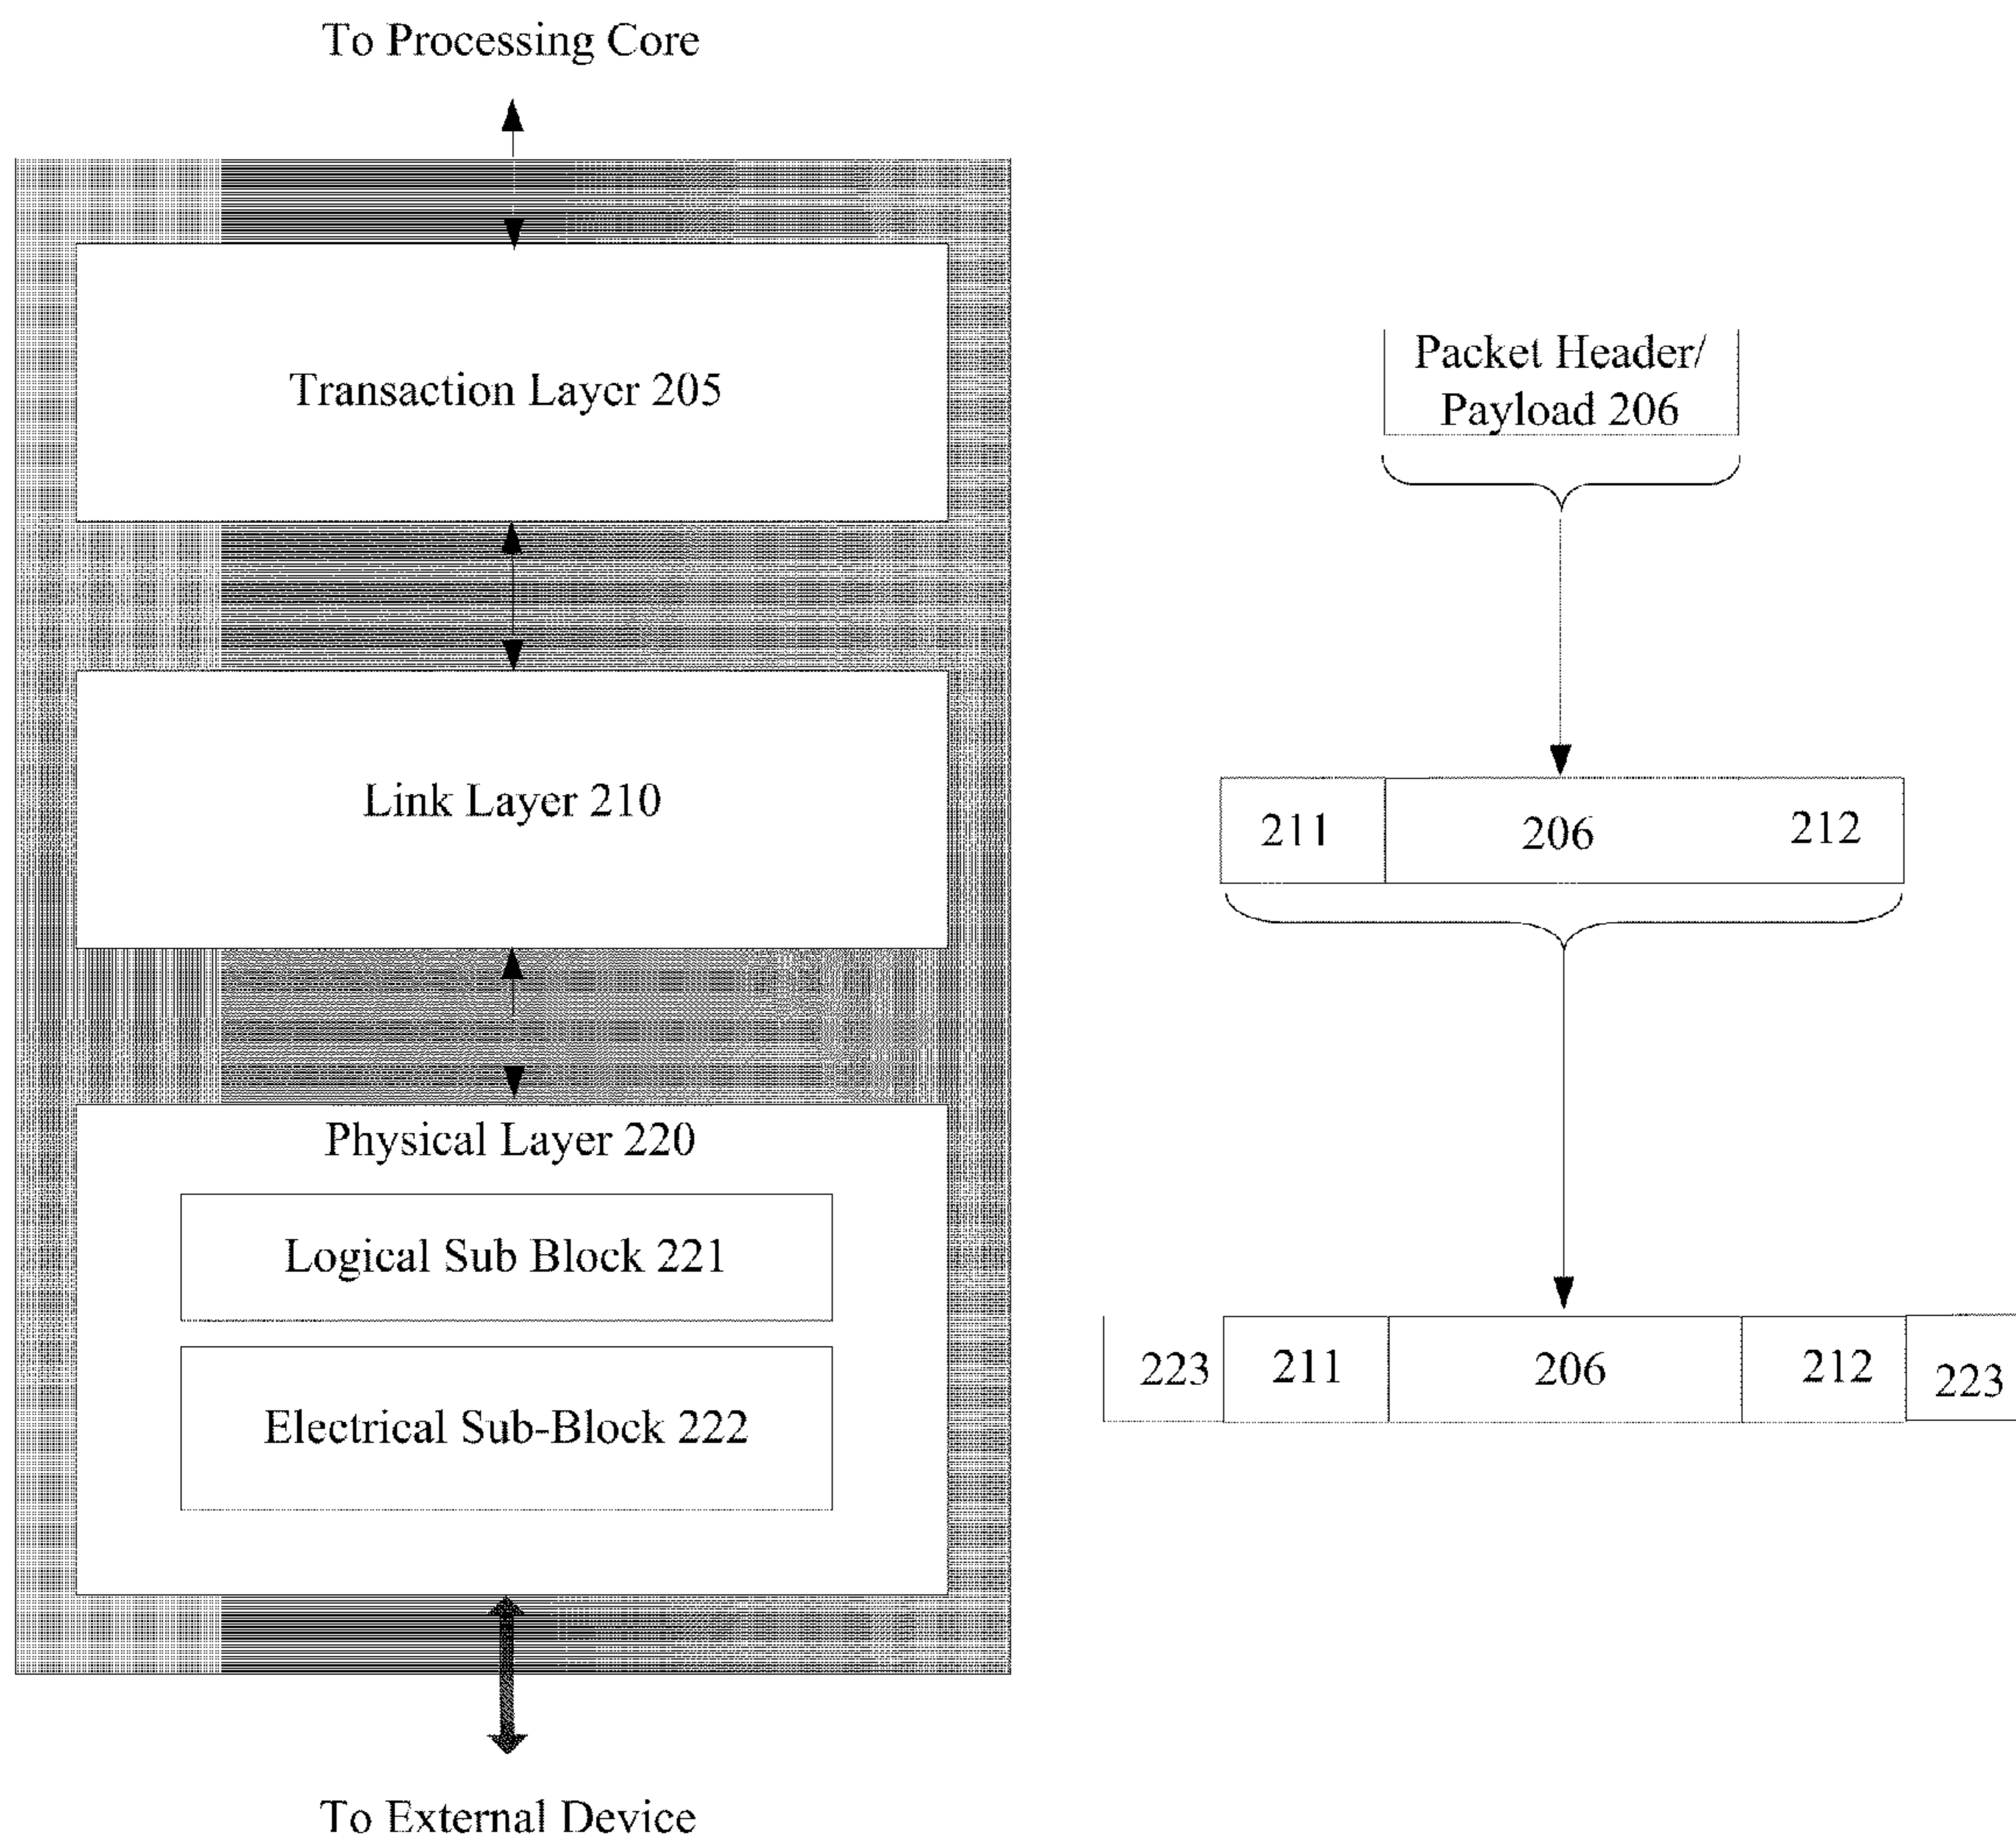 To Processing Core
Transaction Layer 205
Packet Header/
Payload 206
Link Layer 210
211 206 212
Physical Layer 220
Logical Sub Block 221
Electrical Sub-Block 222
223 211 206 212 223
To External Device